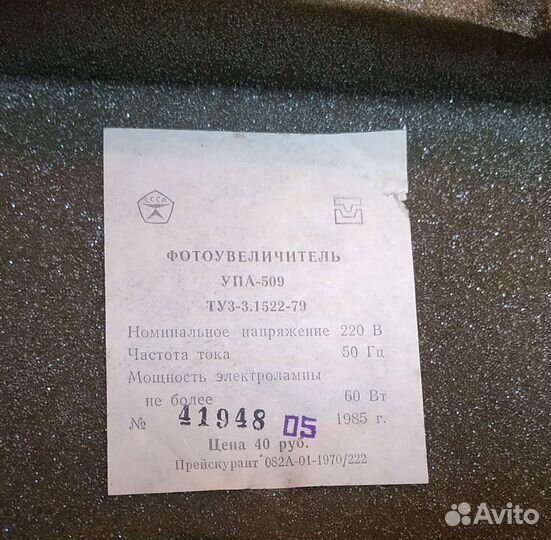 СССР
ФОТОУВЕЛИЧИТЕЛЬ
УПА-509
ТУЗ-3.1522-79
Номинальное напряжение 220 В
Частота тока 50 Гц
Мощность электролампы
не более 60 Вт
№ 41948 05 1985 г.
Цена 40 руб.
Прейскурант 082А-01-1970/222
Avito